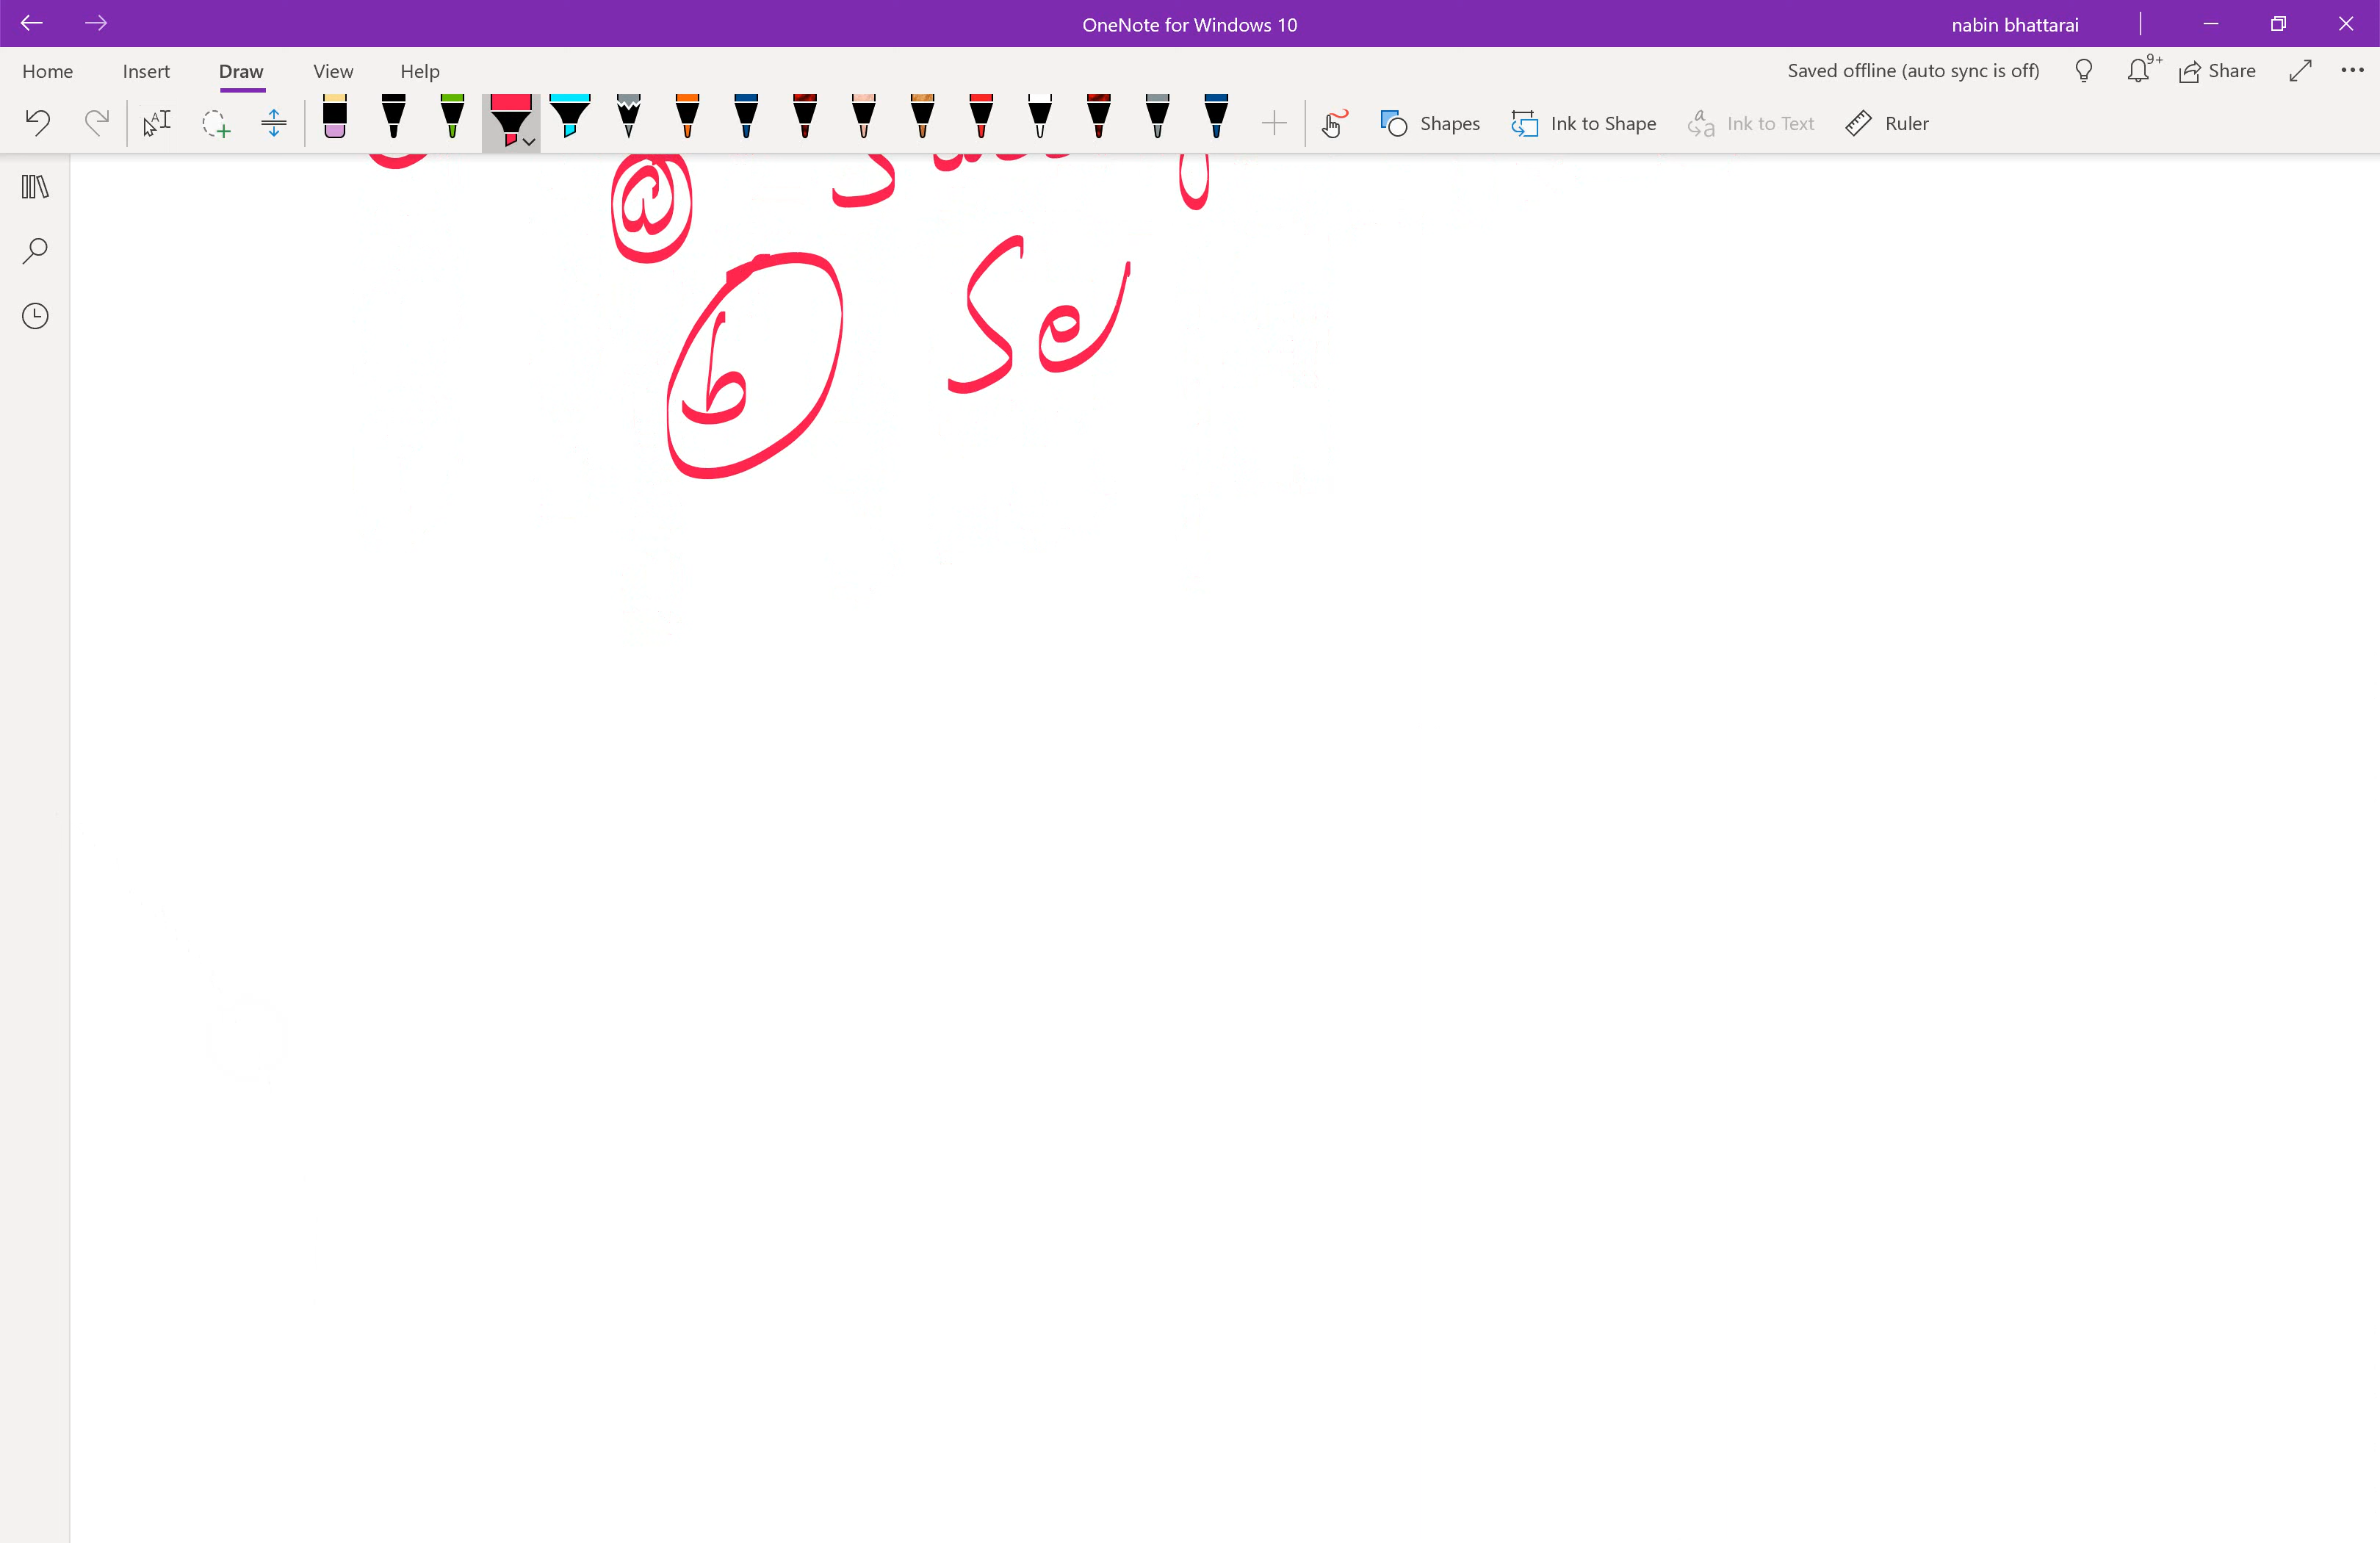 OneNote for Windows 10 nabin bhattarai
Home Insert Draw View Help Saved offline (auto sync is off) 9+ Share
Shapes Ink to Shape Ink to Text Ruler
a
b Se